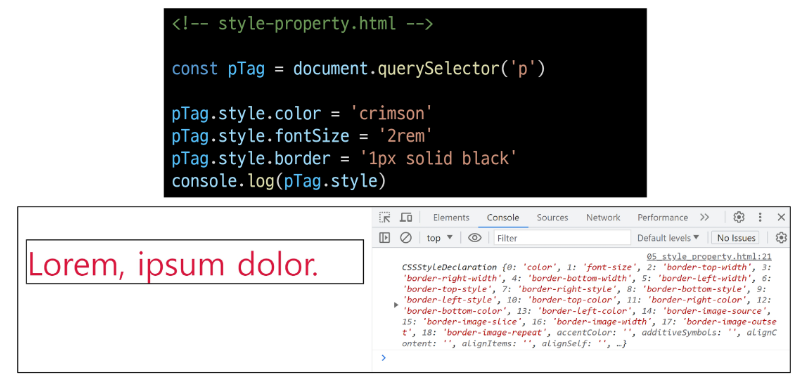 <!-- style-property.html -->
const pTag = document.querySelector('p')
pTag.style.color = 'crimson'
pTag.style.fontSize = '2rem'
pTag.style.border = '1px solid black'
console.log(pTag.style)
Lorem, ipsum dolor.
Elements Console Sources Network Performance
top Filter Default levels No Issues
05_style_property.html:21
CSSStyleDeclaration {0: 'color', 1: 'font-size', 2: 'border-top-width', 3:
'border-right-width', 4: 'border-bottom-width', 5: 'border-left-width', 6:
'border-top-style', 7: 'border-right-style', 8: 'border-bottom-style', 9:
'border-left-style', 10: 'border-top-color', 11: 'border-right-color', 12:
'border-bottom-color', 13: 'border-left-color', 14: 'border-image-source',
15: 'border-image-slice', 16: 'border-image-width', 17: 'border-image-outse
t', 18: 'border-image-repeat', accentColor: '', additiveSymbols: '', alignC
ontent: '', alignItems: '', alignSelf: '', …}